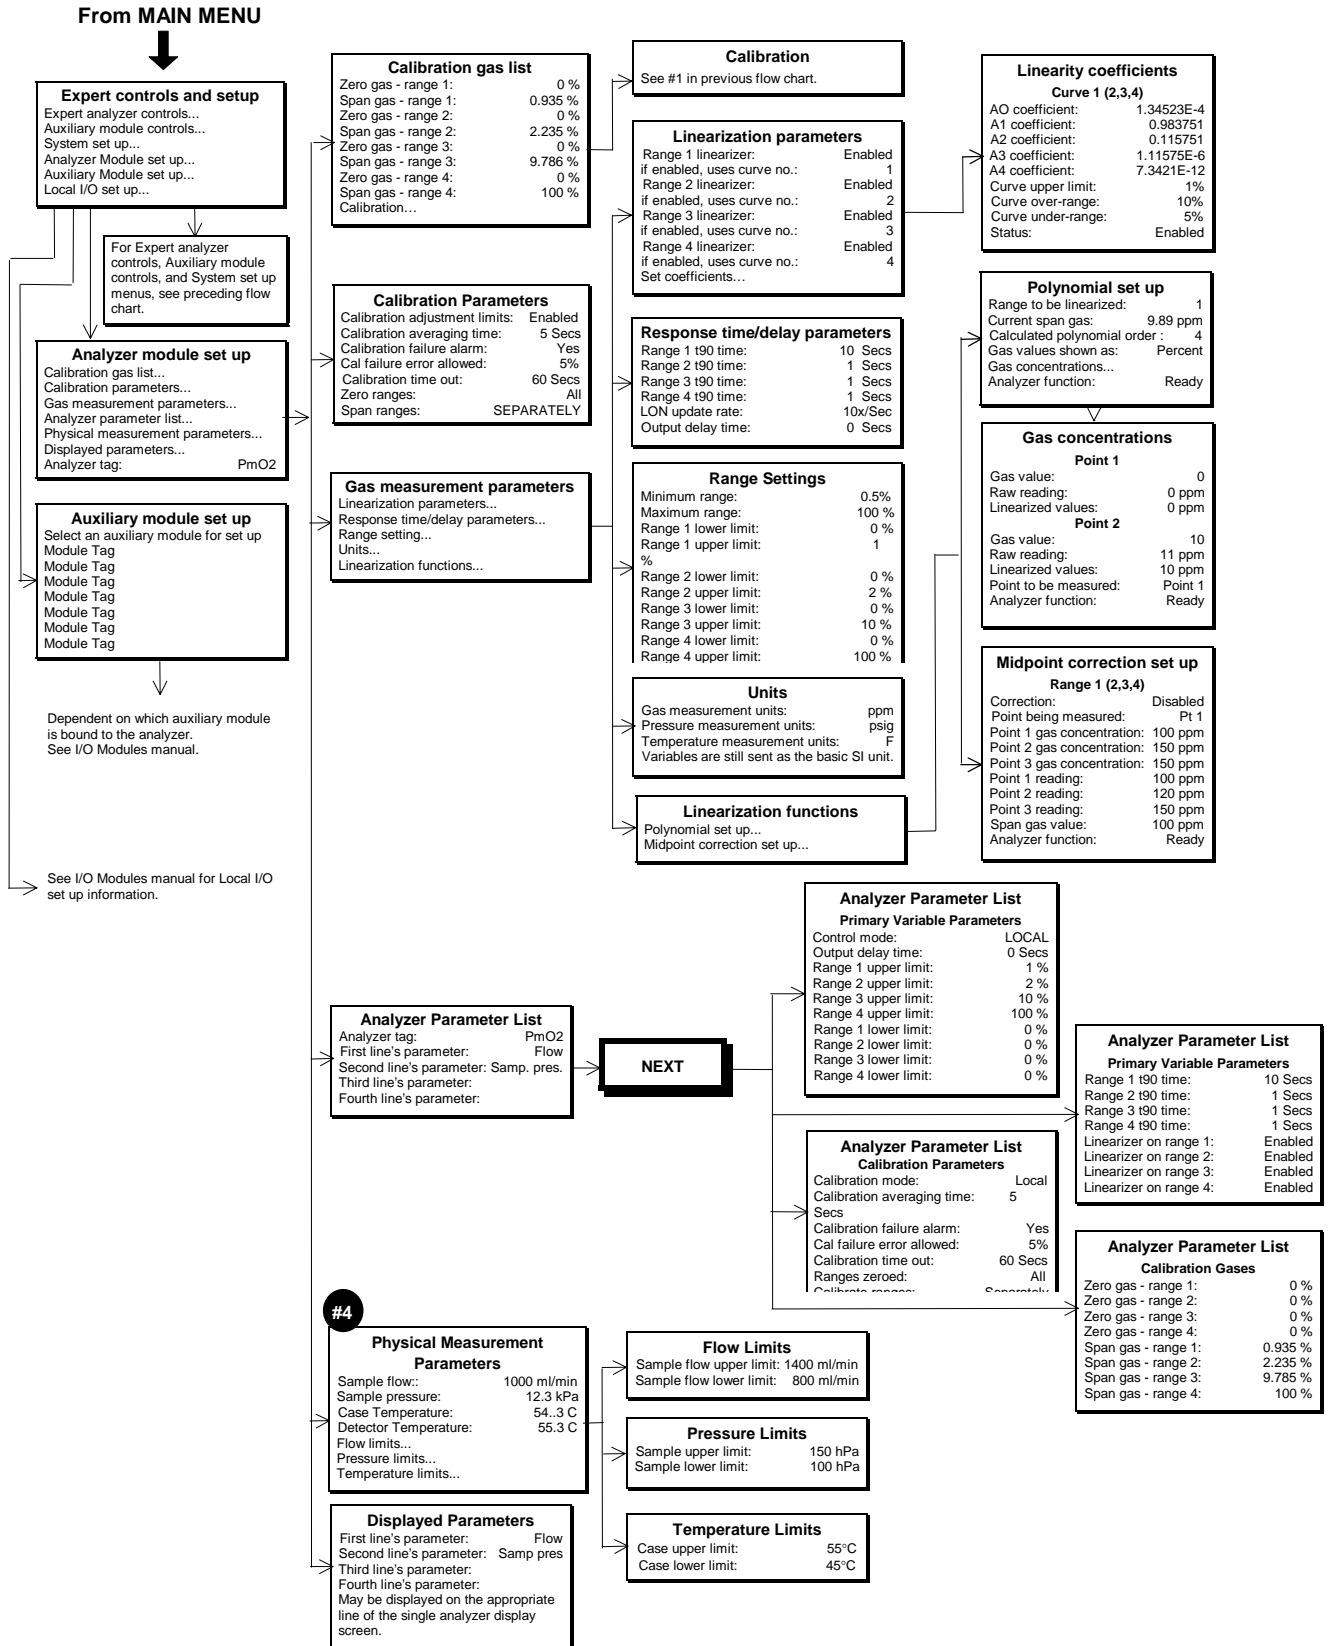 From MAIN MENU
Expert controls and setup
Expert analyzer controls...
Auxiliary module controls...
System set up...
Analyzer Module set up...
Auxiliary Module set up...
Local I/O set up...
For Expert analyzer
controls, Auxiliary module
controls, and System set up
menus, see preceding flow
chart.
Analyzer module set up
Calibration gas list...
Calibration parameters...
Gas measurement parameters...
Analyzer parameter list...
Physical measurement parameters...
Displayed parameters...
Analyzer tag: PmO2
Auxiliary module set up
Select an auxiliary module for set up
Module Tag
Module Tag
Module Tag
Module Tag
Module Tag
Module Tag
Module Tag
Dependent on which auxiliary module
is bound to the analyzer.
See I/O Modules manual.
See I/O Modules manual for Local I/O
set up information.
Calibration gas list
Zero gas - range 1: 0 %
Span gas - range 1: 0.935 %
Zero gas - range 2: 0 %
Span gas - range 2: 2.235 %
Zero gas - range 3: 0 %
Span gas - range 3: 9.786 %
Zero gas - range 4: 0 %
Span gas - range 4: 100 %
Calibration…
Calibration Parameters
Calibration adjustment limits: Enabled
Calibration averaging time: 5 Secs
Calibration failure alarm: Yes
Cal failure error allowed: 5%
Calibration time out: 60 Secs
Zero ranges: All
Span ranges: SEPARATELY
Gas measurement parameters
Linearization parameters...
Response time/delay parameters...
Range setting...
Units...
Linearization functions...
Calibration
See #1 in previous flow chart.
Linearization parameters
Range 1 linearizer: Enabled
if enabled, uses curve no.: 1
Range 2 linearizer: Enabled
if enabled, uses curve no.: 2
Range 3 linearizer: Enabled
if enabled, uses curve no.: 3
Range 4 linearizer: Enabled
if enabled, uses curve no.: 4
Set coefficients…
Response time/delay parameters
Range 1 t90 time: 10 Secs
Range 2 t90 time: 1 Secs
Range 3 t90 time: 1 Secs
Range 4 t90 time: 1 Secs
LON update rate: 10x/Sec
Output delay time: 0 Secs
Range Settings
Minimum range: 0.5%
Maximum range: 100 %
Range 1 lower limit: 0 %
Range 1 upper limit: 1
%
Range 2 lower limit: 0 %
Range 2 upper limit: 2 %
Range 3 lower limit: 0 %
Range 3 upper limit: 10 %
Range 4 lower limit: 0 %
Range 4 upper limit: 100 %
Units
Gas measurement units: ppm
Pressure measurement units: psig
Temperature measurement units: F
Variables are still sent as the basic SI unit.
Linearization functions
Polynomial set up...
Midpoint correction set up...
Linearity coefficients
Curve 1 (2,3,4)
AO coefficient: 1.34523E-4
A1 coefficient: 0.983751
A2 coefficient: 0.115751
A3 coefficient: 1.11575E-6
A4 coefficient: 7.3421E-12
Curve upper limit: 1%
Curve over-range: 10%
Curve under-range: 5%
Status: Enabled
Polynomial set up
Range to be linearized: 1
Current span gas: 9.89 ppm
Calculated polynomial order : 4
Gas values shown as: Percent
Gas concentrations...
Analyzer function: Ready
Gas concentrations
Point 1
Gas value: 0
Raw reading: 0 ppm
Linearized values: 0 ppm
Point 2
Gas value: 10
Raw reading: 11 ppm
Linearized values: 10 ppm
Point to be measured: Point 1
Analyzer function: Ready
Midpoint correction set up
Range 1 (2,3,4)
Correction: Disabled
Point being measured: Pt 1
Point 1 gas concentration: 100 ppm
Point 2 gas concentration: 150 ppm
Point 3 gas concentration: 150 ppm
Point 1 reading: 100 ppm
Point 2 reading: 120 ppm
Point 3 reading: 150 ppm
Span gas value: 100 ppm
Analyzer function: Ready
Analyzer Parameter List
Analyzer tag: PmO2
First line's parameter: Flow
Second line's parameter: Samp. pres.
Third line's parameter:
Fourth line's parameter:
NEXT
Analyzer Parameter List
Primary Variable Parameters
Control mode: LOCAL
Output delay time: 0 Secs
Range 1 upper limit: 1 %
Range 2 upper limit: 2 %
Range 3 upper limit: 10 %
Range 4 upper limit: 100 %
Range 1 lower limit: 0 %
Range 2 lower limit: 0 %
Range 3 lower limit: 0 %
Range 4 lower limit: 0 %
Analyzer Parameter List
Primary Variable Parameters
Range 1 t90 time: 10 Secs
Range 2 t90 time: 1 Secs
Range 3 t90 time: 1 Secs
Range 4 t90 time: 1 Secs
Linearizer on range 1: Enabled
Linearizer on range 2: Enabled
Linearizer on range 3: Enabled
Linearizer on range 4: Enabled
Analyzer Parameter List
Calibration Parameters
Calibration mode: Local
Calibration averaging time: 5
Secs
Calibration failure alarm: Yes
Cal failure error allowed: 5%
Calibration time out: 60 Secs
Ranges zeroed: All
Calibrate ranges: Separately
Analyzer Parameter List
Calibration Gases
Zero gas - range 1: 0 %
Zero gas - range 2: 0 %
Zero gas - range 3: 0 %
Zero gas - range 4: 0 %
Span gas - range 1: 0.935 %
Span gas - range 2: 2.235 %
Span gas - range 3: 9.785 %
Span gas - range 4: 100 %
#4
Physical Measurement
Parameters
Sample flow:: 1000 ml/min
Sample pressure: 12.3 kPa
Case Temperature: 54..3 C
Detector Temperature: 55.3 C
Flow limits...
Pressure limits...
Temperature limits...
Flow Limits
Sample flow upper limit: 1400 ml/min
Sample flow lower limit: 800 ml/min
Pressure Limits
Sample upper limit: 150 hPa
Sample lower limit: 100 hPa
Temperature Limits
Case upper limit: 55°C
Case lower limit: 45°C
Displayed Parameters
First line's parameter: Flow
Second line's parameter: Samp pres
Third line's parameter:
Fourth line's parameter:
May be displayed on the appropriate
line of the single analyzer display
screen.